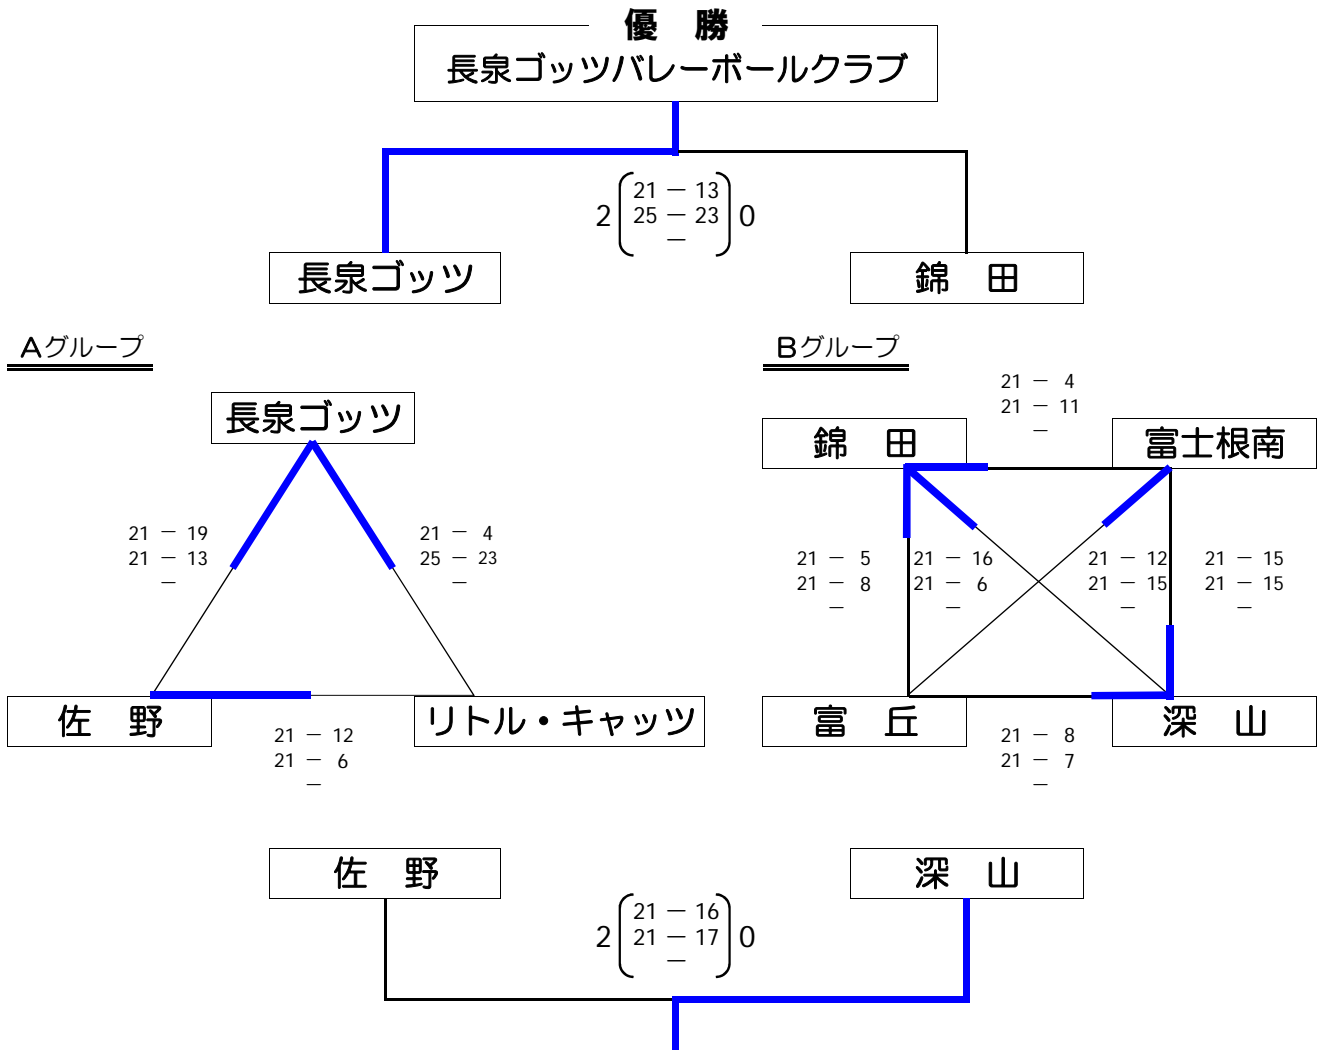 優　勝
長泉ゴッツバレーボールクラブ
2 21 － 13 0
25 － 23
－
長泉ゴッツ
錦　田
Aグループ
Bグループ
長泉ゴッツ
21 － 19
21 － 13
－
21 － 4
25 － 23
－
佐　野
リトル・キャッツ
21 － 12
21 － 6
－
21 － 4
21 － 11
－
錦　田
富士根南
21 － 5
21 － 8
－
21 － 16
21 － 6
－
21 － 12
21 － 15
－
21 － 15
21 － 15
－
富　丘
深　山
21 － 8
21 － 7
－
佐　野
深　山
2 21 － 16 0
21 － 17
－